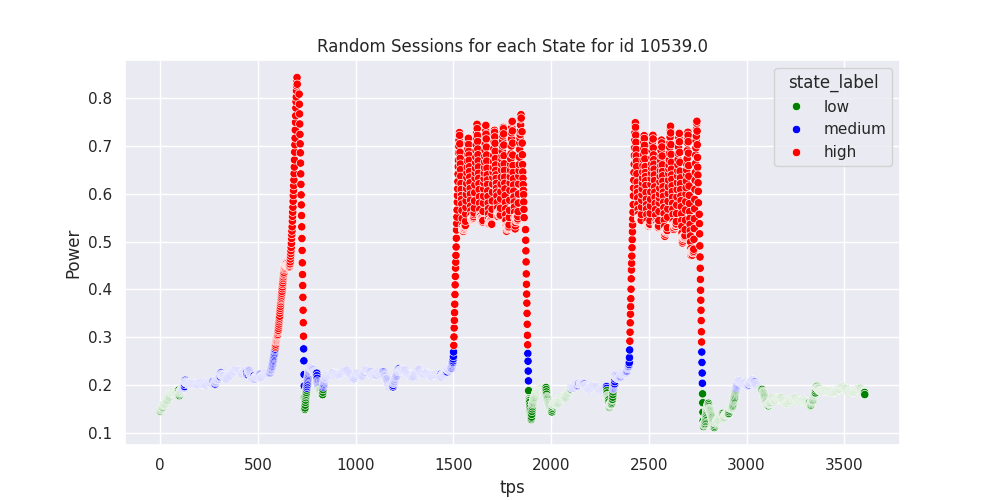 Random Sessions for each State for id 10539.0
state_label
low
medium
high
Power
0.8
0.7
0.6
0.5
0.4
0.3
0.2
0.1
0 500 1000 1500 2000 2500 3000 3500
tps